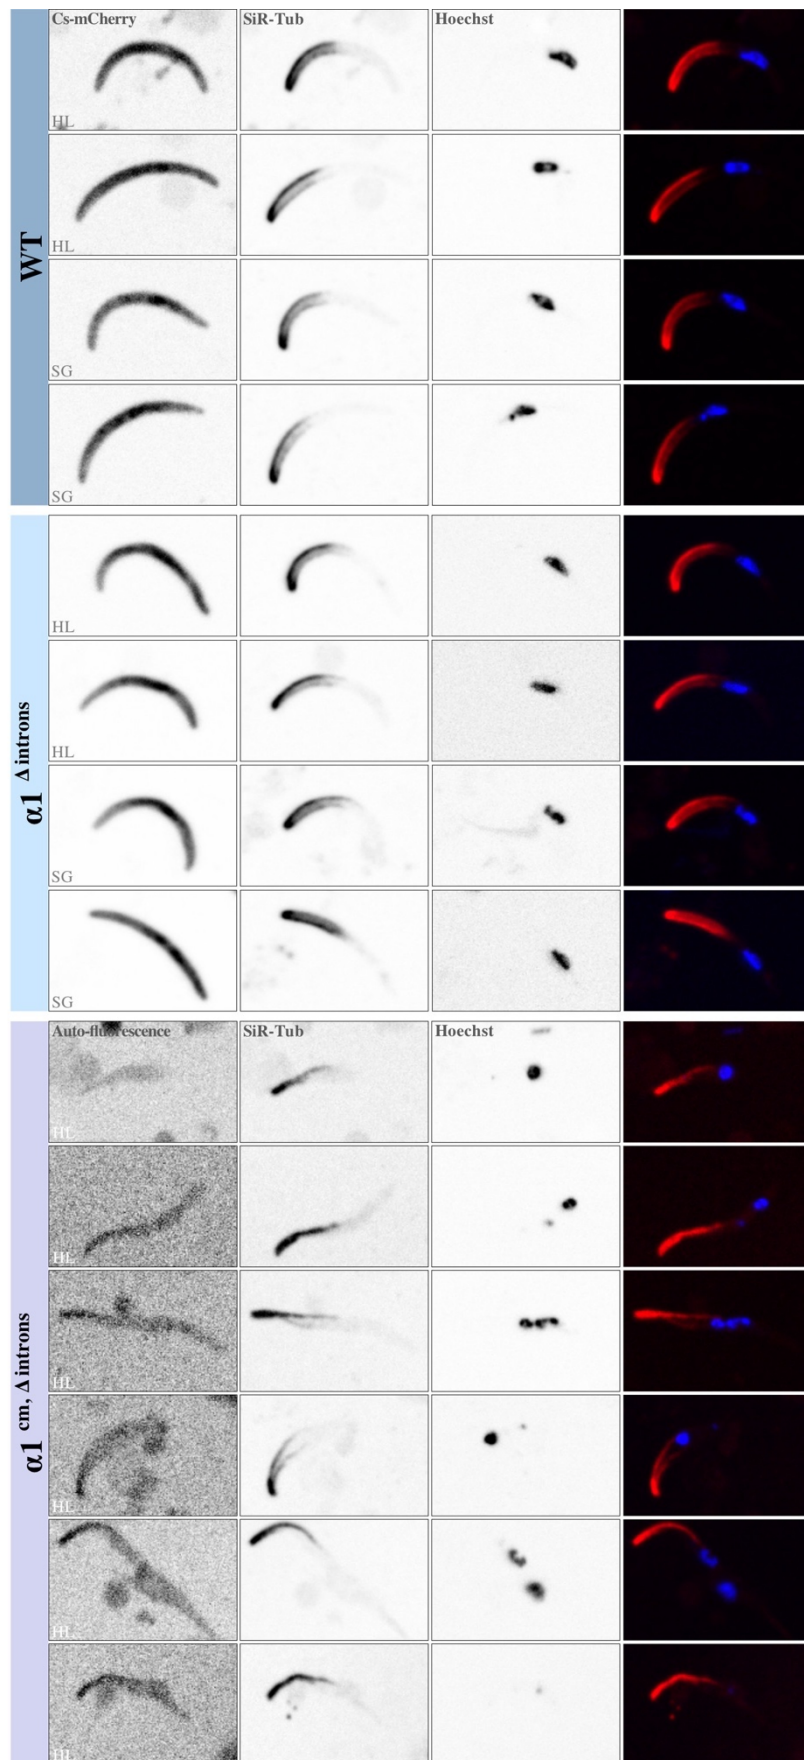 Cs-mCherry SiR-Tub Hoechst
HL
WT
HL
SG
SG
HL
α1 Δ introns
HL
SG
SG
Auto-fluorescence SiR-Tub Hoechst
HL
HL
α1 cm, Δ introns
HL
HL
HL
HL